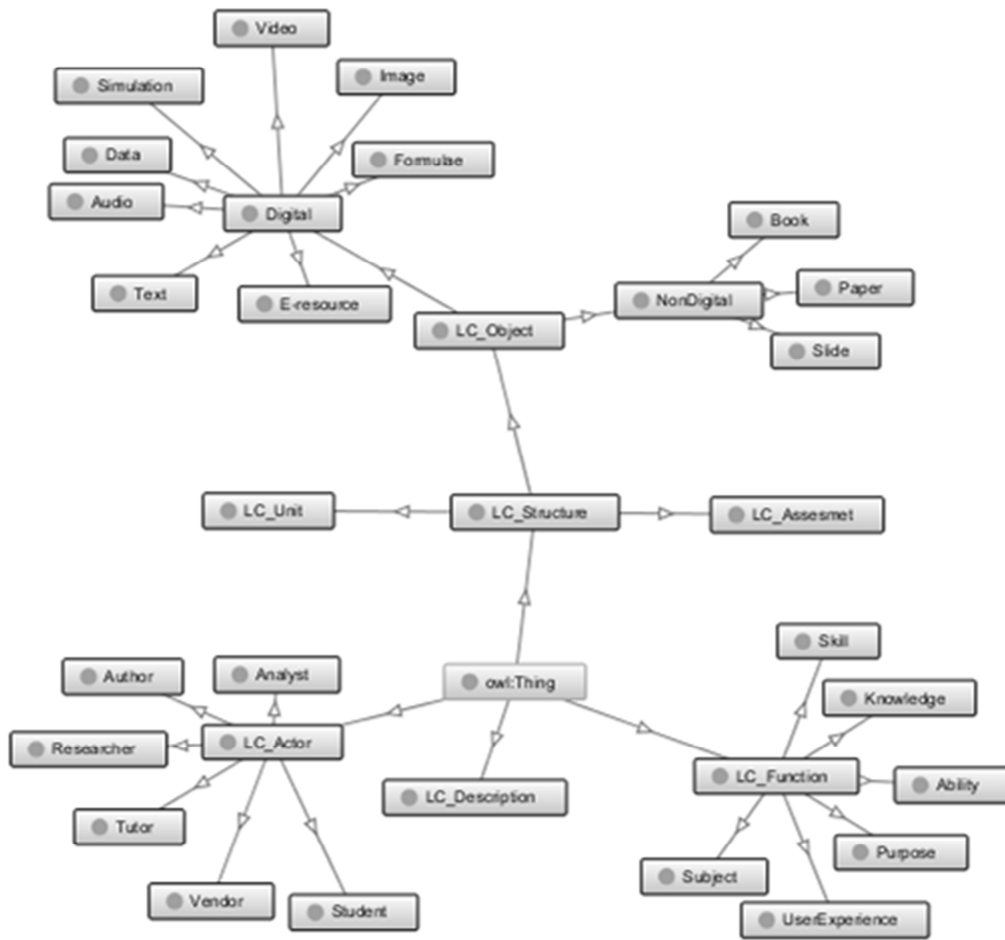 Video
Image
Simulation
Data
Formulae
Audio
Digital
Book
Text
E-resource
NonDigital
Paper
LC_Object
Slide
LC_Unit
LC_Structure
LC_Assesmet
Skill
Author
Analyst
owl:Thing
Knowledge
Researcher
LC_Actor
LC_Function
Ability
LC_Description
Tutor
Purpose
Subject
Vendor
Student
UserExperience